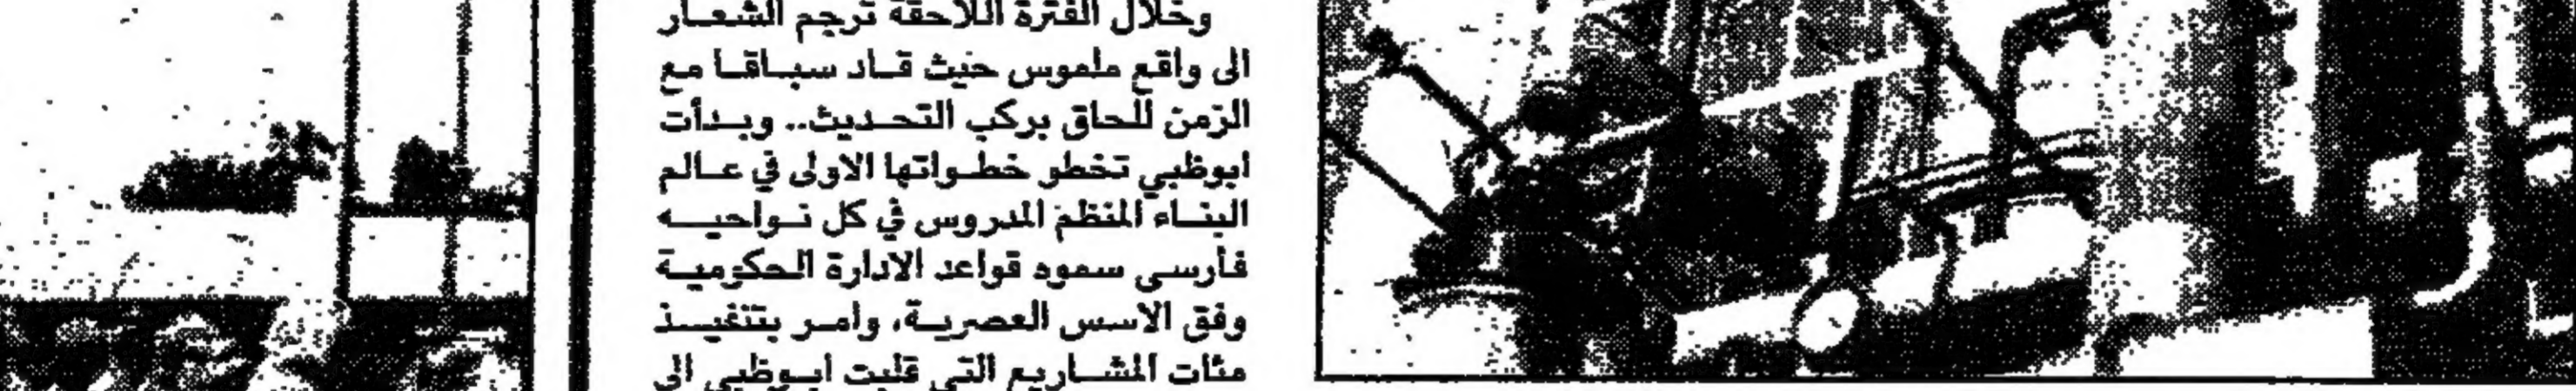 وخلال الفترة اللاحقة ترجم الشعار
الى واقع ملموس حيث قاد سباقا مع
الزمن للحاق بركب التحديث.. وبدأت
ابوظبي تخطو خطواتها الاولى في عالم
البناء المنظم المدروس في كل نواحيه
فأرسى سموه قواعد الادارة الحكومية
وفق الاسس العصرية، وامر بتنفيذ
مئات المشاريع التي قلبت ابوظبي الى